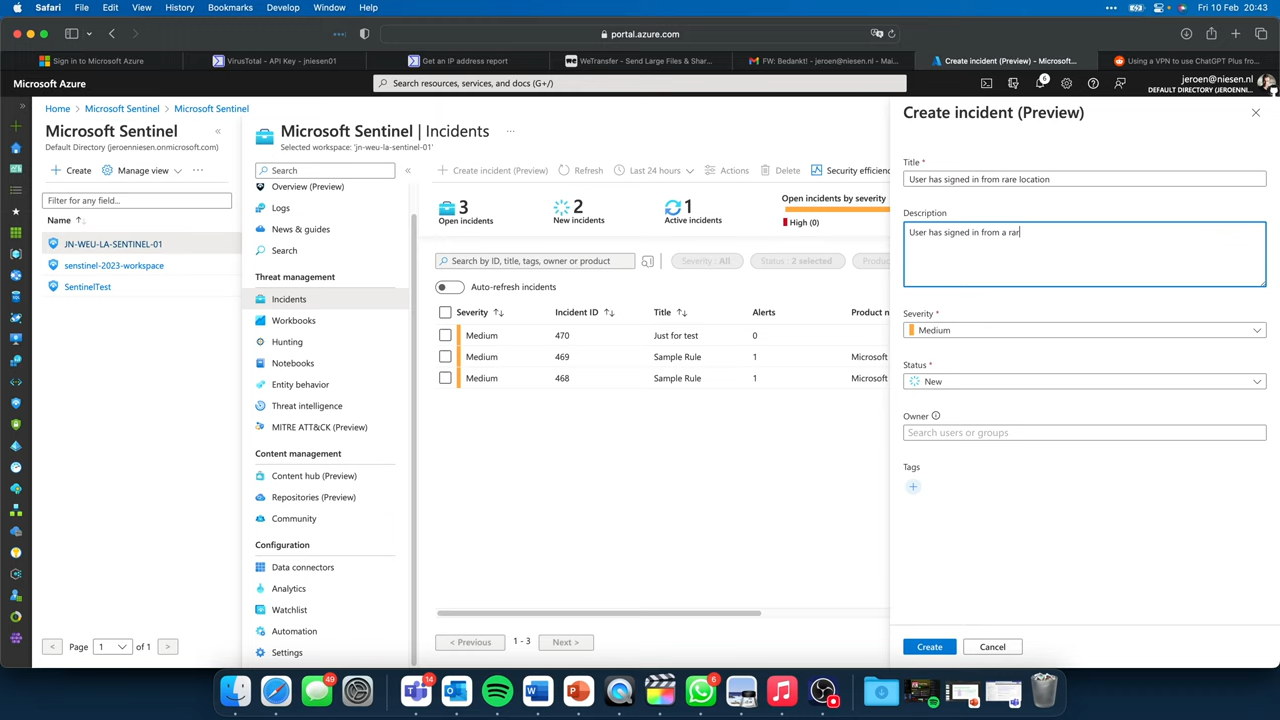 Safari File Edit View History Bookmarks Develop Window Help Fri 10 Feb 20:43
portal.azure.com
Sign in to Microsoft Azure
VirusTotal - API Key - jniesen01
Get an IP address report
WeTransfer - Send Large Files & Shar...
FW: Bedankt! - jeroen@niesen.nl - Mai...
Create incident (Preview) - Microsoft...
Using a VPN to use ChatGPT Plus fro...
Microsoft Azure
Search resources, services, and docs (G+/)
6
jeroen@niesen.nl
DEFAULT DIRECTORY (JEROENNI...
Home > Microsoft Sentinel > Microsoft Sentinel
Microsoft Sentinel
Default Directory (jeroenniesen.onmicrosoft.com)
Create
Manage view
Filter for any field...
Name
JN-WEU-LA-SENTINEL-01
senstinel-2023-workspace
SentinelTest
Page 1 of 1
Microsoft Sentinel | Incidents
Selected workspace: 'jn-weu-la-sentinel-01'
Search
Overview (Preview)
Logs
News & guides
Search
Threat management
Incidents
Workbooks
Hunting
Notebooks
Entity behavior
Threat intelligence
MITRE ATT&CK (Preview)
Content management
Content hub (Preview)
Repositories (Preview)
Community
Configuration
Data connectors
Analytics
Watchlist
Automation
Settings
Create incident (Preview) Refresh Last 24 hours Actions Delete Security efficienc
3
Open incidents
2
New incidents
1
Active incidents
Open incidents by severity
High (0)
Search by ID, title, tags, owner or product
Severity : All
Status : 2 selected
Produc
Auto-refresh incidents
Severity Incident ID Title Alerts Product n
Medium 470 Just for test 0
Medium 469 Sample Rule 1 Microsoft
Medium 468 Sample Rule 1 Microsoft
< Previous 1 - 3 Next >
Create incident (Preview)
Title *
User has signed in from rare location
Description
User has signed in from a rar
Severity *
Medium
Status *
New
Owner
Search users or groups
Tags
Create Cancel
49
14
6